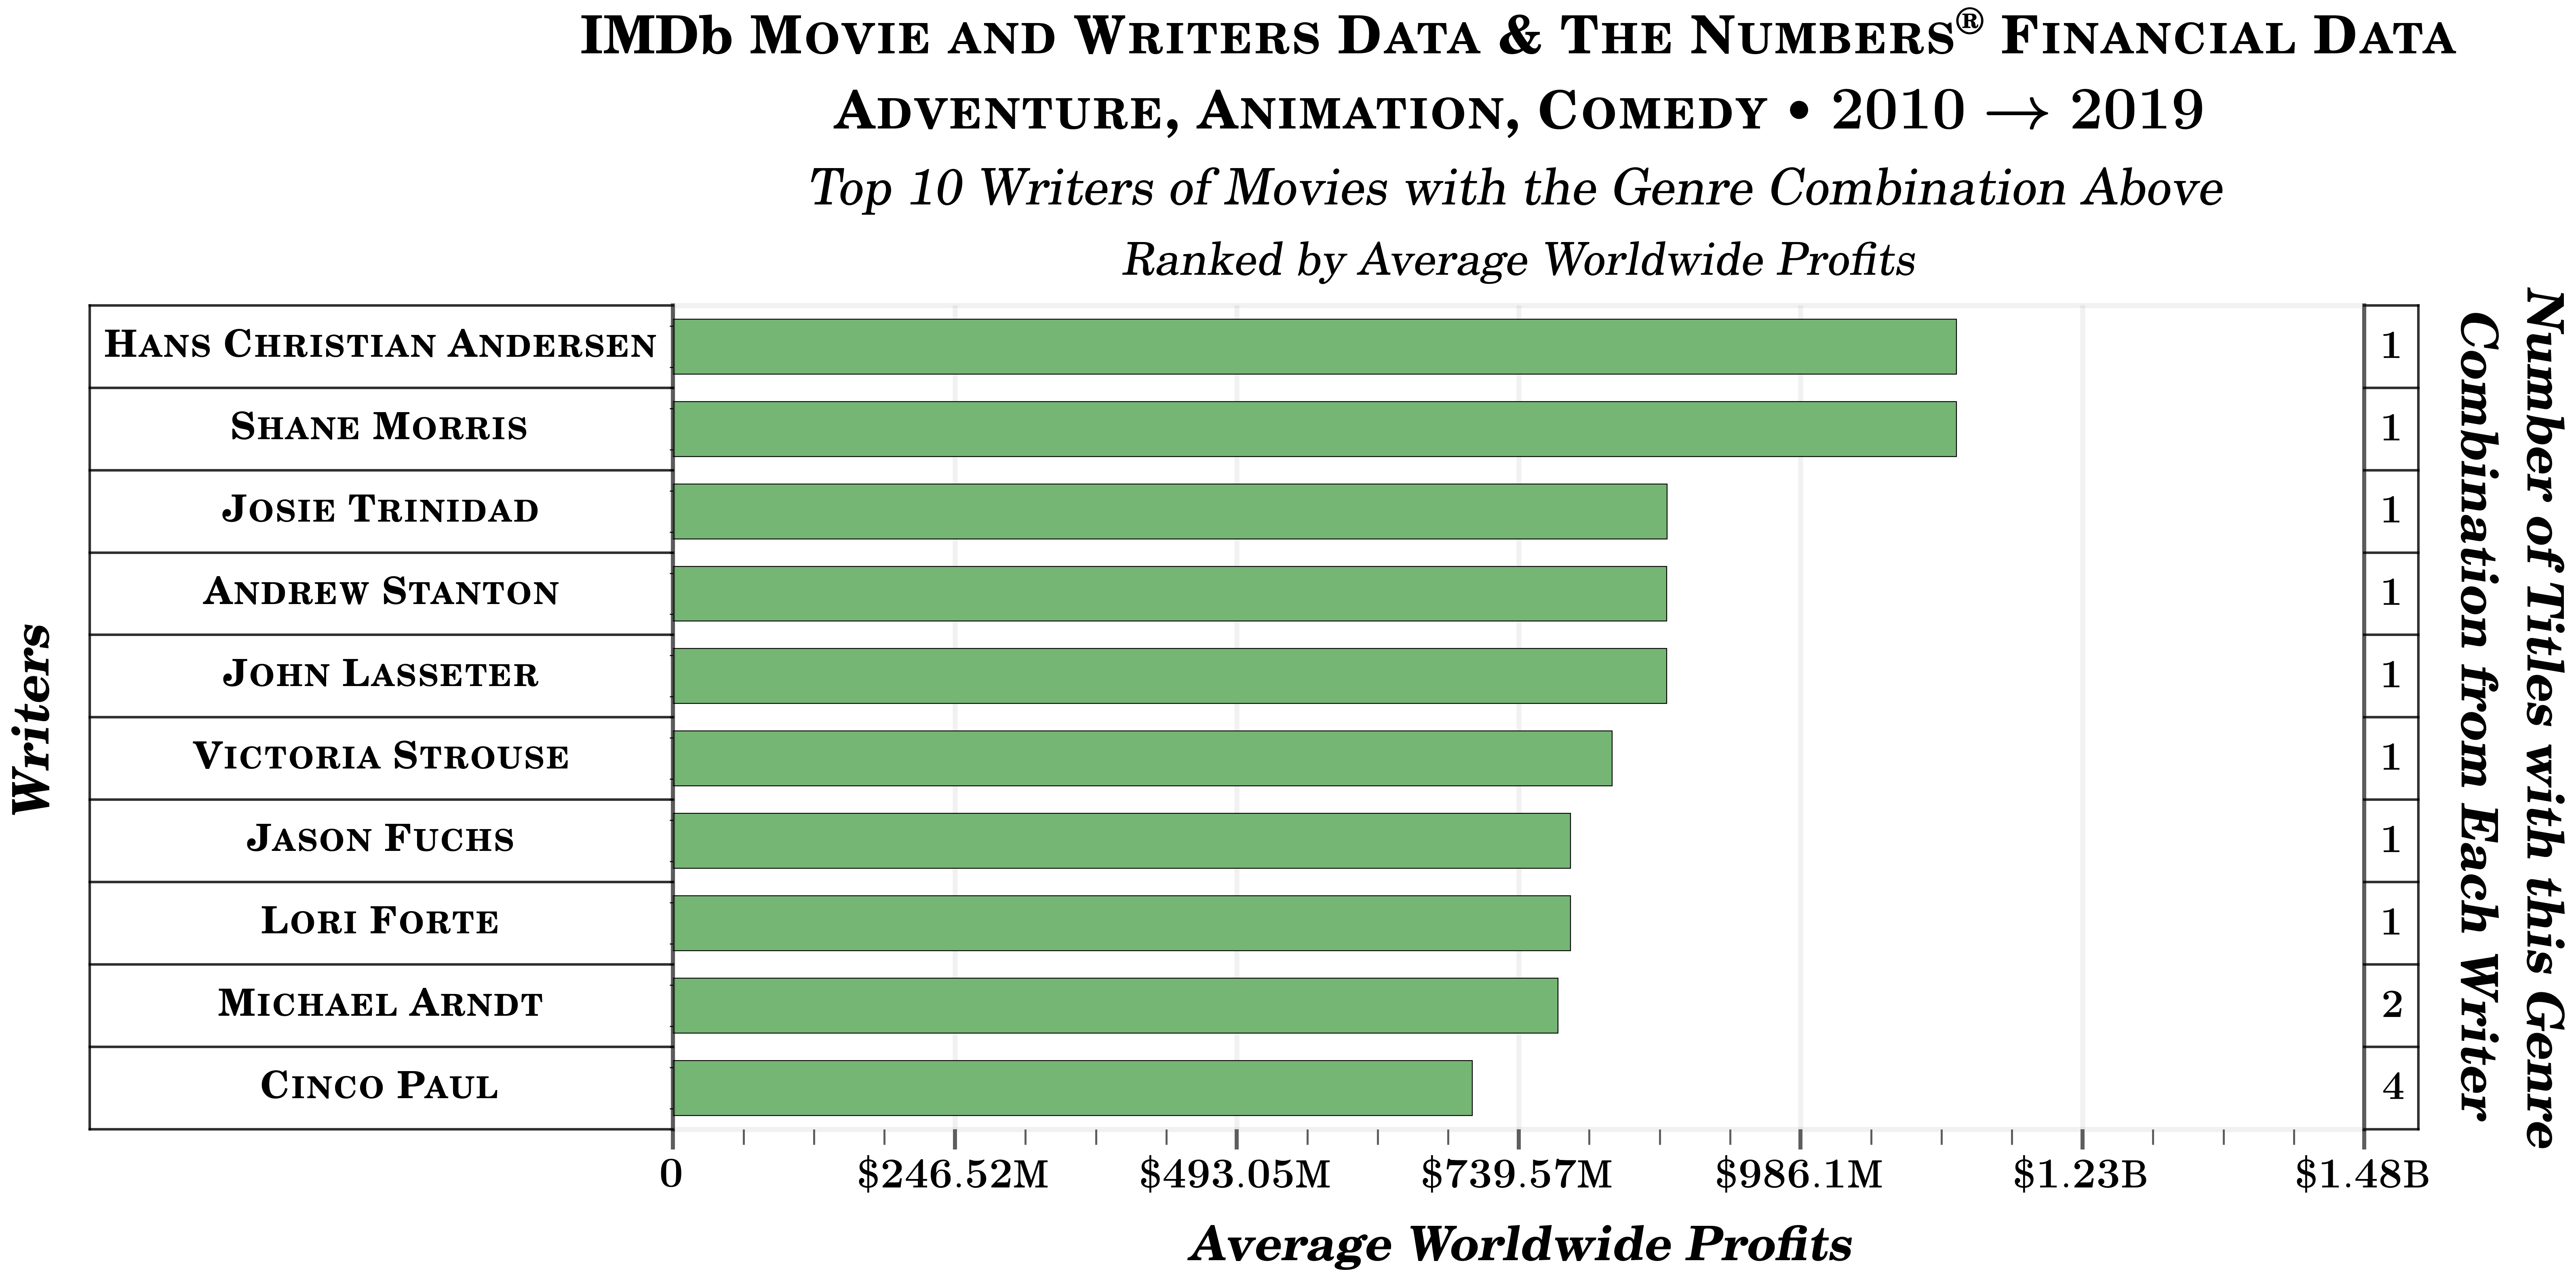 IMDb Movie and Writers Data & The Numbers® Financial Data
Adventure, Animation, Comedy • 2010 → 2019
Top 10 Writers of Movies with the Genre Combination Above
Ranked by Average Worldwide Profits
Writers
Hans Christian Andersen 1
Shane Morris 1
Josie Trinidad 1
Andrew Stanton 1
John Lasseter 1
Victoria Strouse 1
Jason Fuchs 1
Lori Forte 1
Michael Arndt 2
Cinco Paul 4
Number of Titles with this Genre
Combination from Each Writer
0 $246.52M $493.05M $739.57M $986.1M $1.23B $1.48B
Average Worldwide Profits